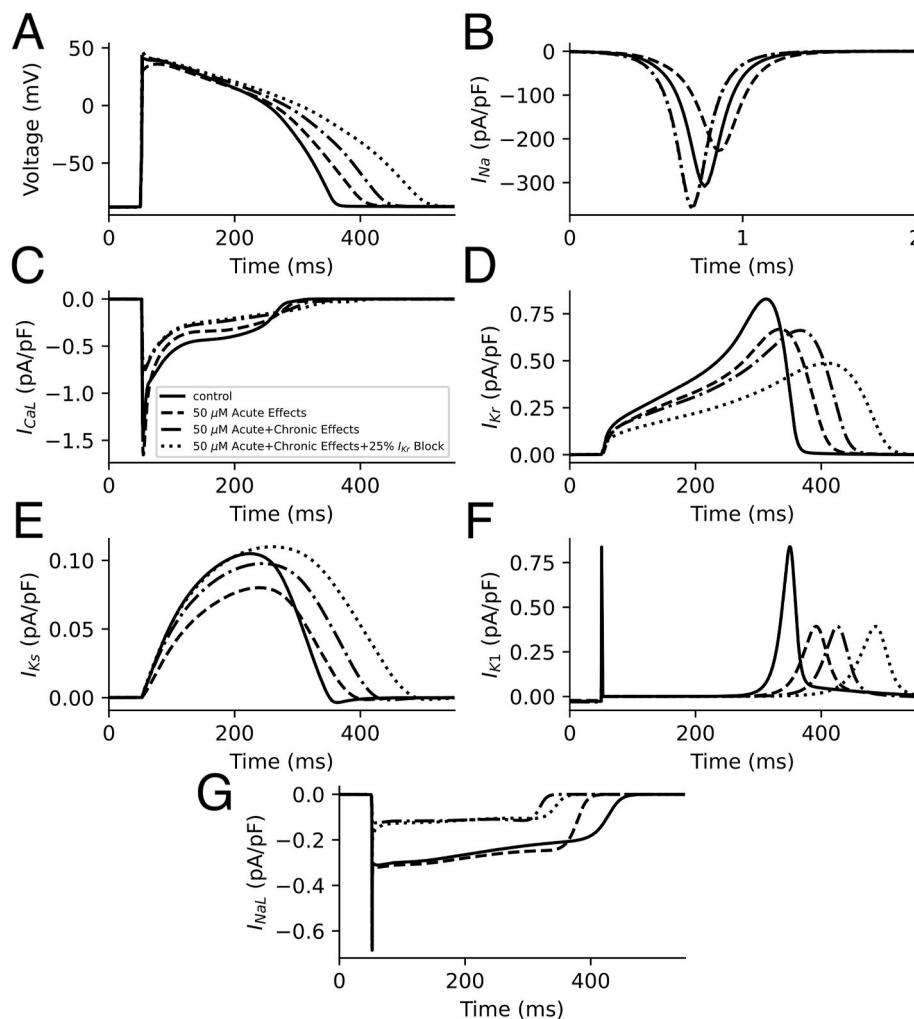 A
50
0
−50
Voltage (mV)
0
200
400
Time (ms)
B
0
−100
−200
−300
I_Na (pA/pF)
0
1
2
Time (ms)
C
0.0
−0.5
−1.0
−1.5
I_CaL (pA/pF)
control
50 μM Acute Effects
50 μM Acute+Chronic Effects
50 μM Acute+Chronic Effects+25% I_Kr Block
0
200
400
Time (ms)
D
0.75
0.50
0.25
0.00
I_Kr (pA/pF)
0
200
400
Time (ms)
E
0.10
0.05
0.00
I_Ks (pA/pF)
0
200
400
Time (ms)
F
0.75
0.50
0.25
0.00
I_K1 (pA/pF)
0
200
400
Time (ms)
G
0.0
−0.2
−0.4
−0.6
I_NaL (pA/pF)
0
200
400
Time (ms)